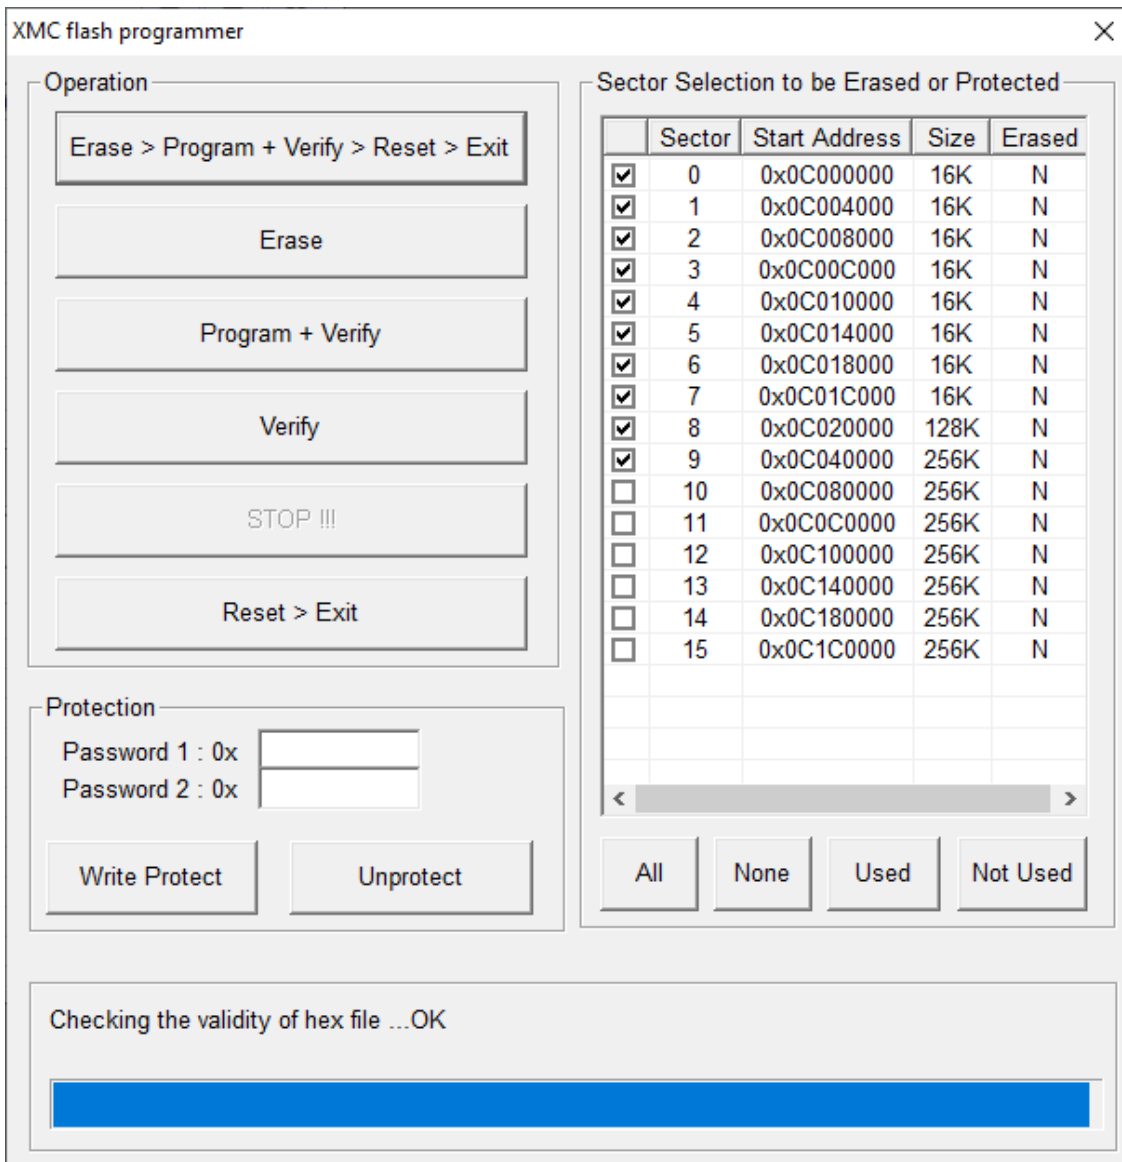 XMC flash programmer
Operation
Erase > Program + Verify > Reset > Exit
Erase
Program + Verify
Verify
STOP !!!
Reset > Exit
Protection
Password 1 : 0x
Password 2 : 0x
Write Protect Unprotect
Sector Selection to be Erased or Protected
Sector Start Address Size Erased
0 0x0C000000 16K N
1 0x0C004000 16K N
2 0x0C008000 16K N
3 0x0C00C000 16K N
4 0x0C010000 16K N
5 0x0C014000 16K N
6 0x0C018000 16K N
7 0x0C01C000 16K N
8 0x0C020000 128K N
9 0x0C040000 256K N
10 0x0C080000 256K N
11 0x0C0C0000 256K N
12 0x0C100000 256K N
13 0x0C140000 256K N
14 0x0C180000 256K N
15 0x0C1C0000 256K N
All None Used Not Used
Checking the validity of hex file ...OK